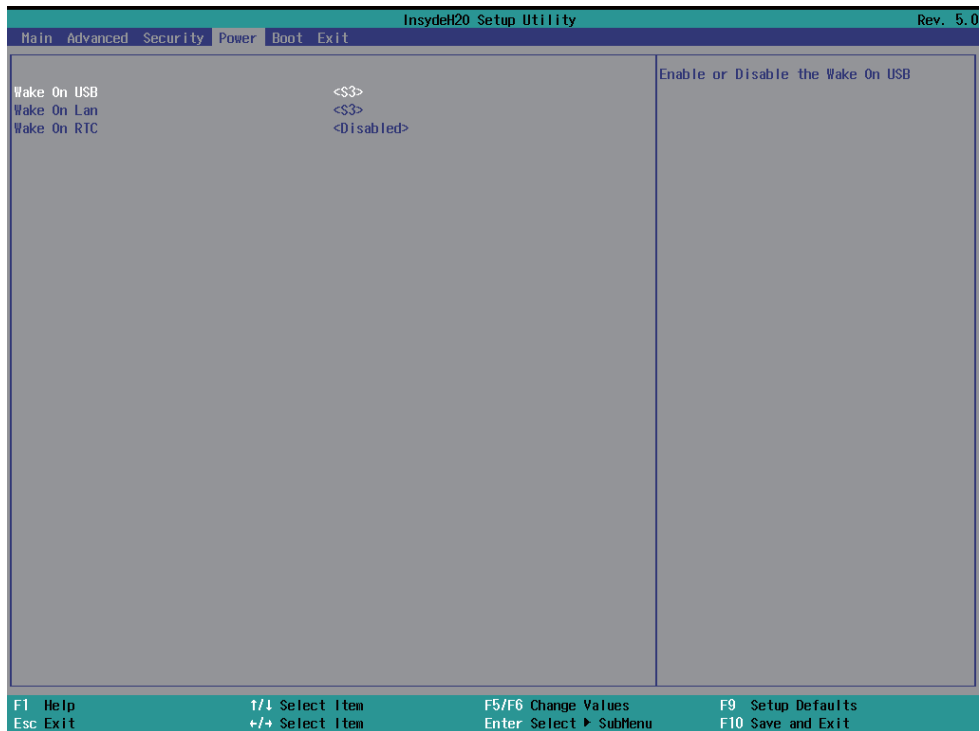 InsydeH20 Setup Utility Rev. 5.0
Main Advanced Security Power Boot Exit
Enable or Disable the Wake On USB
Wake On USB <S3>
Wake On Lan <S3>
Wake On RTC <Disabled>
F1 Help ↑/↓ Select Item F5/F6 Change Values F9 Setup Defaults
Esc Exit ←/→ Select Item Enter Select ▶ SubMenu F10 Save and Exit